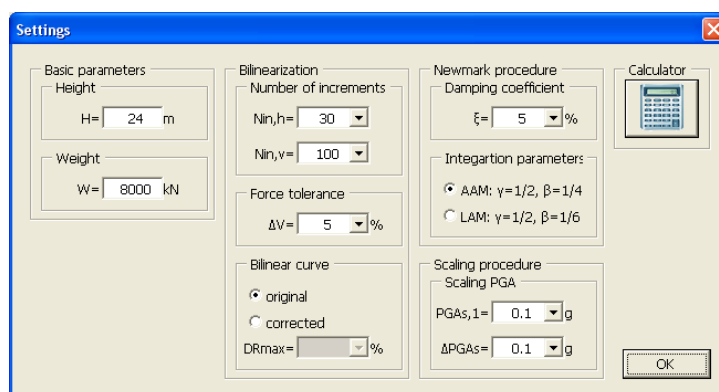 Settings
Basic parameters
Height
H= 24 m
Weight
W= 8000 kN
Bilinearization
Number of increments
Nin,h= 30
Nin,v= 100
Force tolerance
ΔV= 5 %
Bilinear curve
original
corrected
DRmax= %
Newmark procedure
Damping coefficient
ξ= 5 %
Integartion parameters
AAM: γ=1/2, β=1/4
LAM: γ=1/2, β=1/6
Scaling procedure
Scaling PGA
PGAs,1= 0.1 g
ΔPGAs= 0.1 g
Calculator
OK